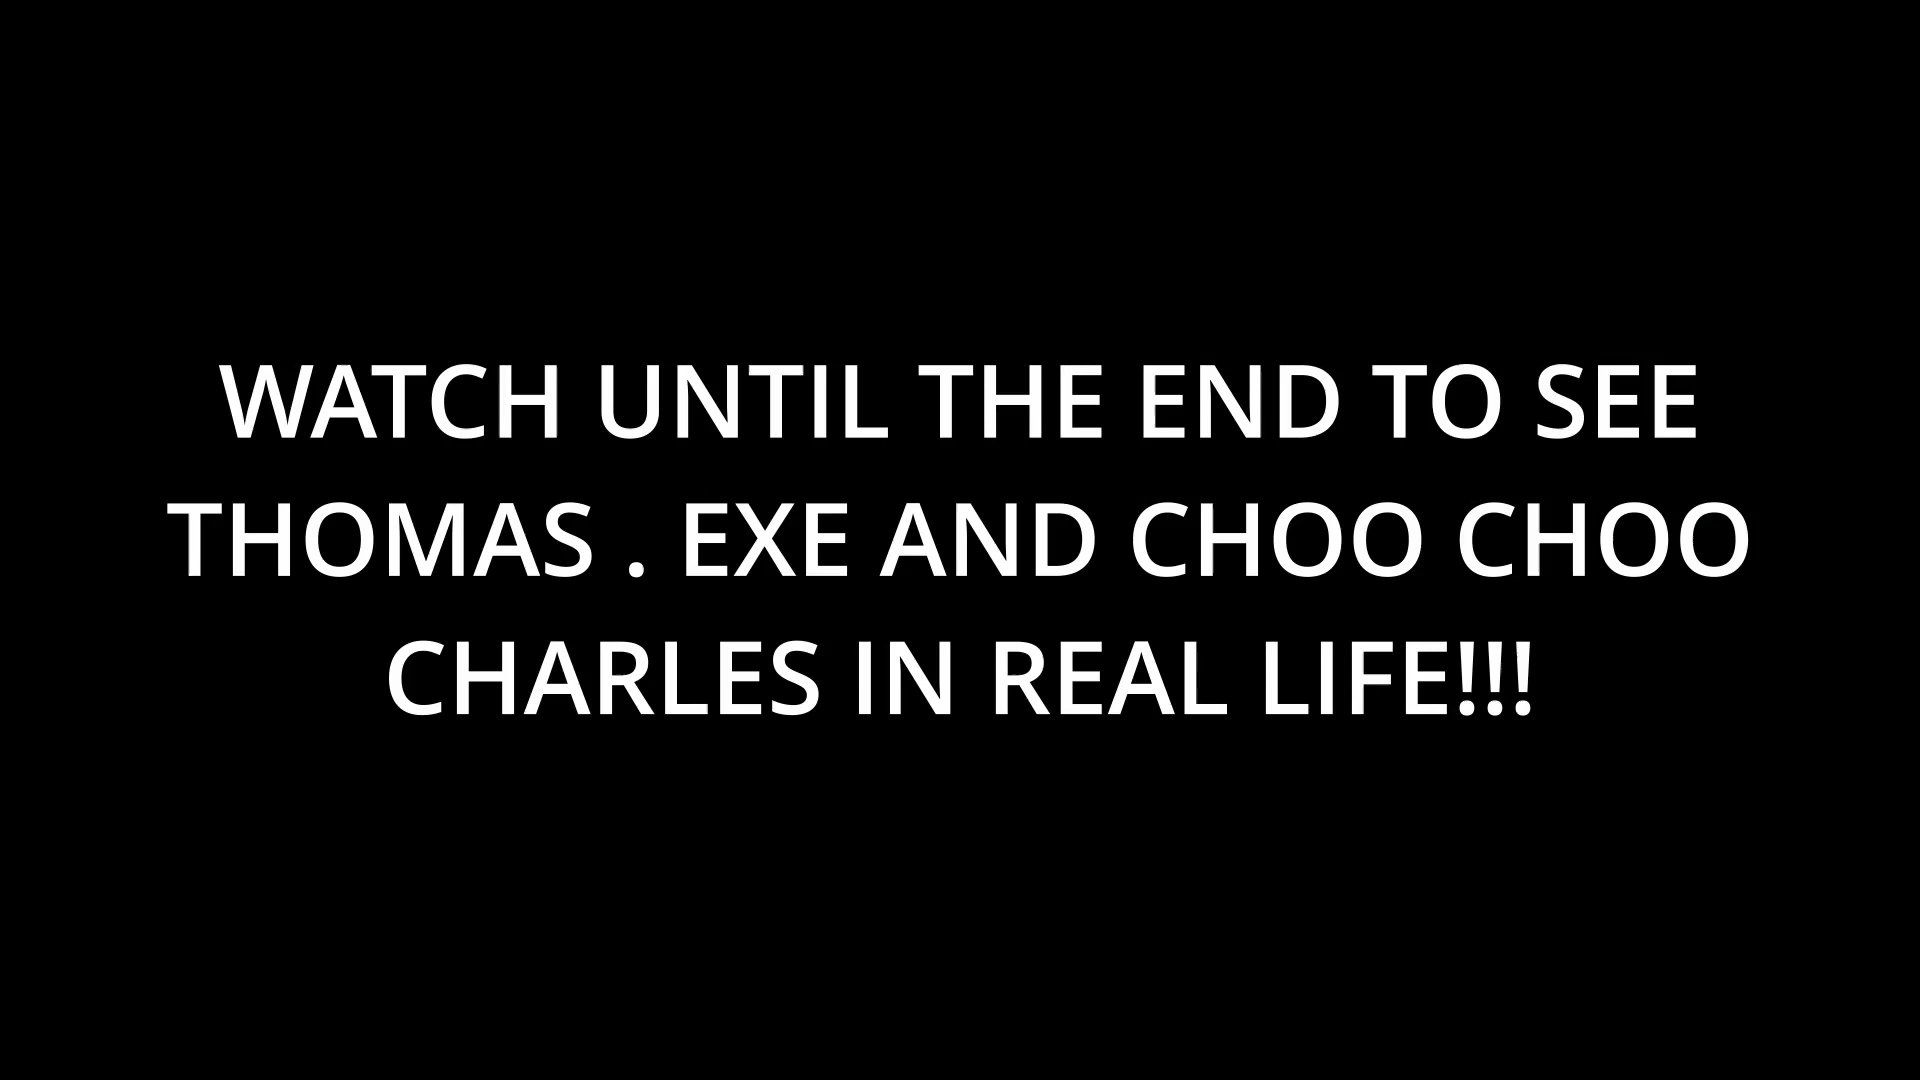 WATCH UNTIL THE END TO SEE
THOMAS . EXE AND CHOO CHOO
CHARLES IN REAL LIFE!!!